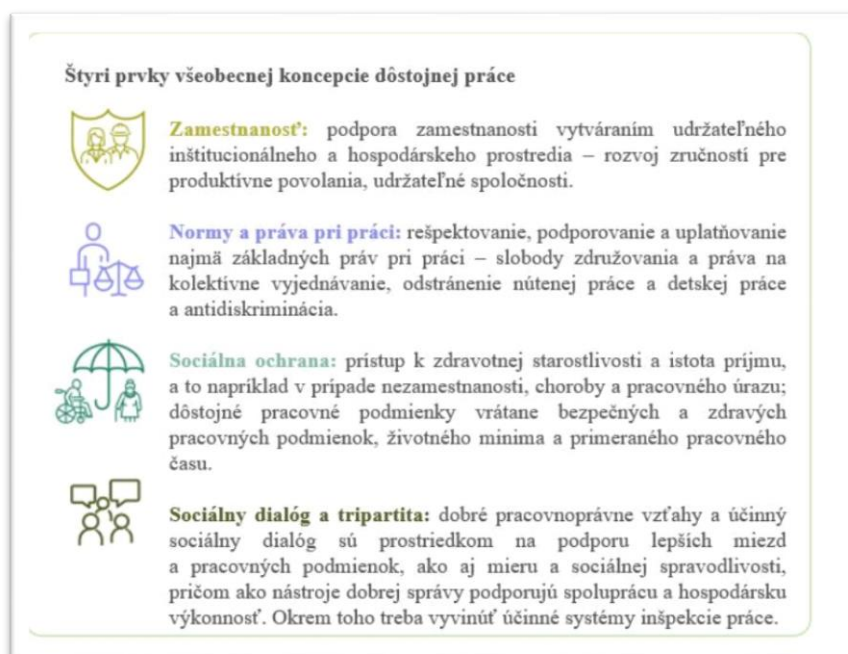 Štyri prvky všeobecnej koncepcie dôstojnej práce
Zamestnanosť: podpora zamestnanosti vytváraním udržateľného
inštitucionálneho a hospodárskeho prostredia – rozvoj zručností pre
produktívne povolania, udržateľné spoločnosti.
Normy a práva pri práci: rešpektovanie, podporovanie a uplatňovanie
najmä základných práv pri práci – slobody združovania a práva na
kolektívne vyjednávanie, odstránenie nútenej práce a detskej práce
a antidiskriminácia.
Sociálna ochrana: prístup k zdravotnej starostlivosti a istota príjmu,
a to napríklad v prípade nezamestnanosti, choroby a pracovného úrazu;
dôstojné pracovné podmienky vrátane bezpečných a zdravých
pracovných podmienok, životného minima a primeraného pracovného
času.
Sociálny dialóg a tripartita: dobré pracovnoprávne vzťahy a účinný
sociálny dialóg sú prostriedkom na podporu lepších miezd
a pracovných podmienok, ako aj mieru a sociálnej spravodlivosti,
pričom ako nástroje dobrej správy podporujú spoluprácu a hospodársku
výkonnosť. Okrem toho treba vyvinúť účinné systémy inšpekcie práce.